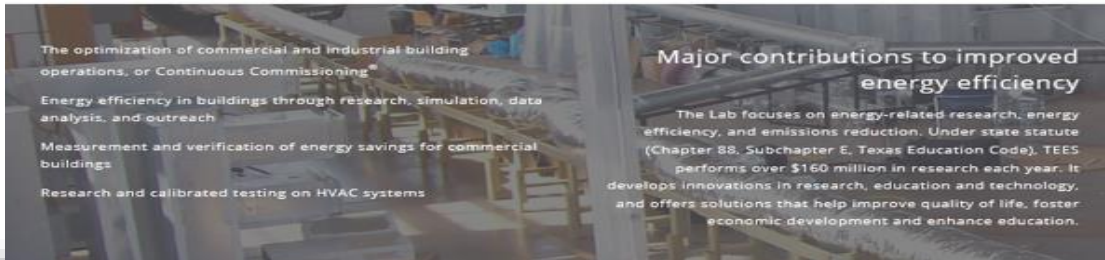 The optimization of commercial and industrial building
operations, or Continuous Commissioning®
Energy efficiency in buildings through research, simulation, data
analysis, and outreach
Measurement and verification of energy savings for commercial
buildings
Research and calibrated testing on HVAC systems
Major contributions to improved
energy efficiency
The Lab focuses on energy-related research, energy
efficiency, and emissions reduction. Under state statute
(Chapter 88, Subchapter E, Texas Education Code), TEES
performs over $160 million in research each year. It
develops innovations in research, education and technology,
and offers solutions that help improve quality of life, foster
economic development and enhance education.